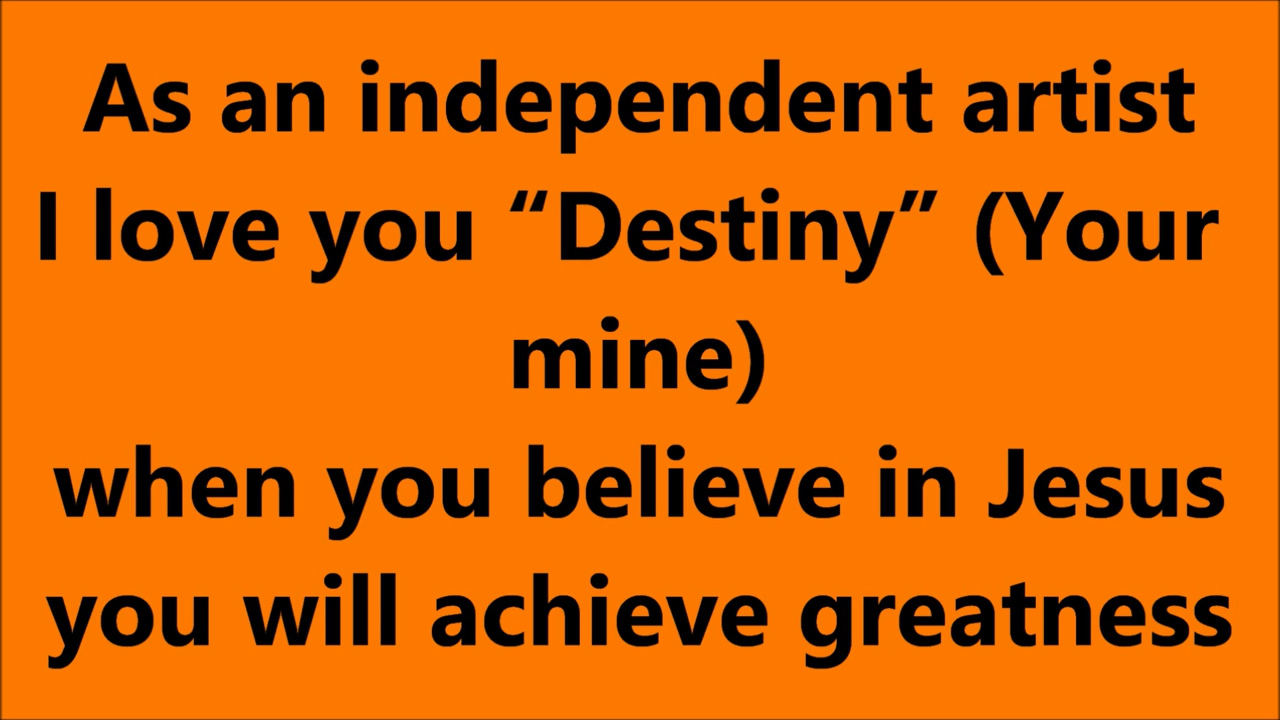 As an independent artist
I love you “Destiny” (Your
mine)
when you believe in Jesus
you will achieve greatness